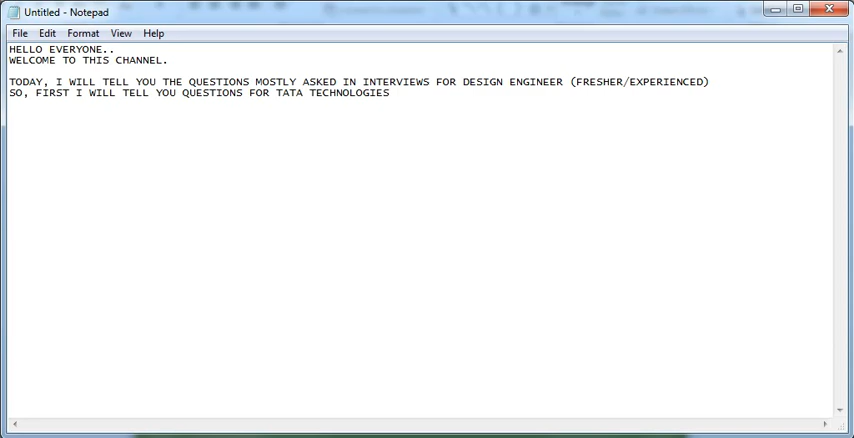 Untitled - Notepad
File Edit Format View Help
HELLO EVERYONE..
WELCOME TO THIS CHANNEL.
TODAY, I WILL TELL YOU THE QUESTIONS MOSTLY ASKED IN INTERVIEWS FOR DESIGN ENGINEER (FRESHER/EXPERIENCED)
SO, FIRST I WILL TELL YOU QUESTIONS FOR TATA TECHNOLOGIES